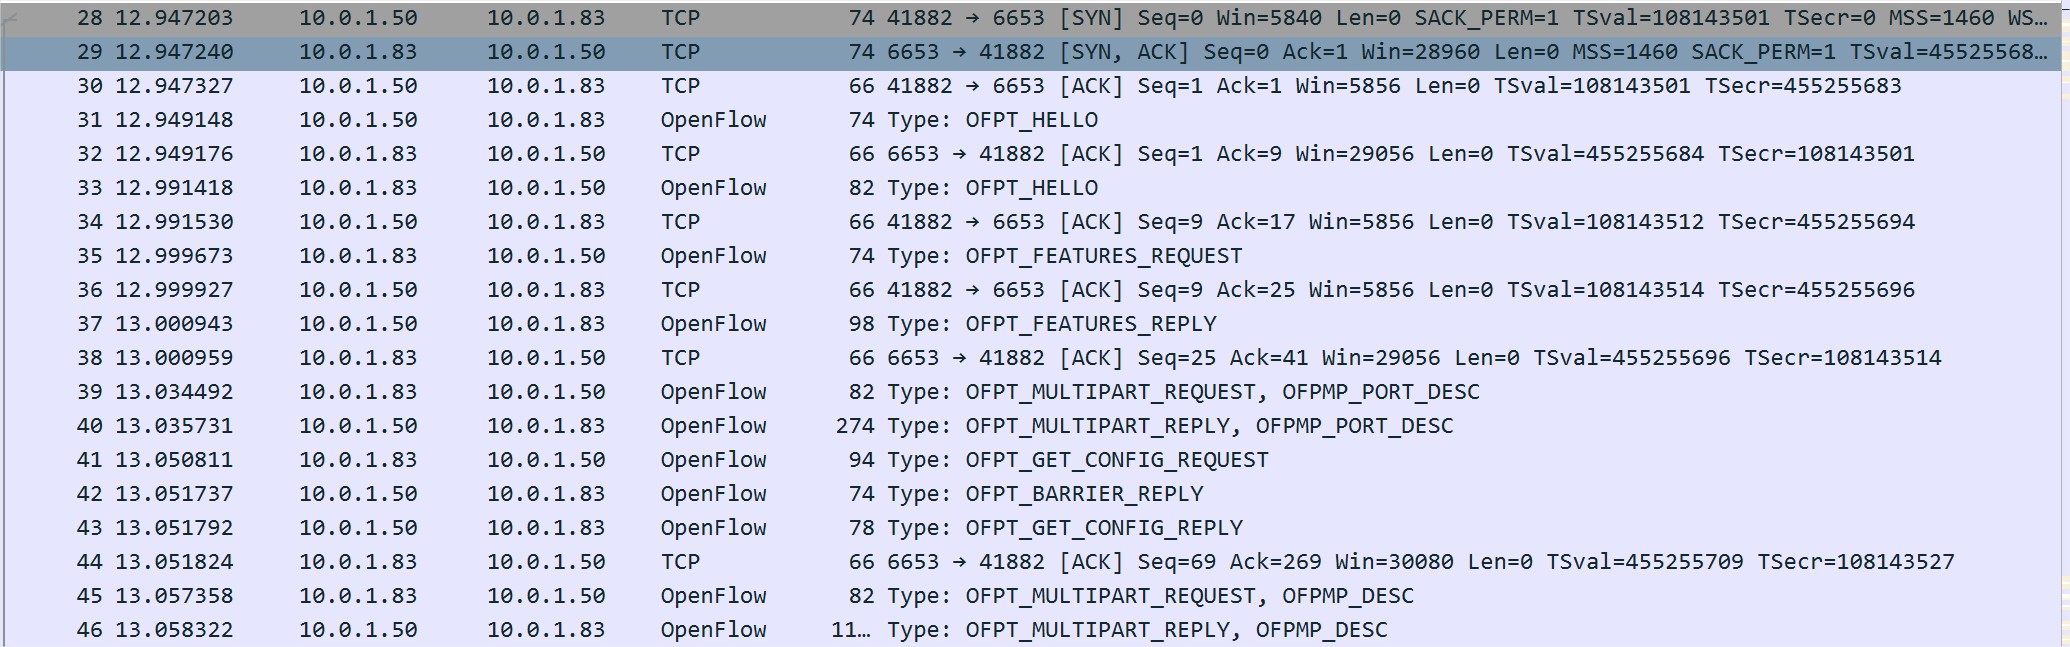 28 12.947203 10.0.1.50 10.0.1.83 TCP 74 41882 → 6653 [SYN] Seq=0 Win=5840 Len=0 SACK_PERM=1 TSval=108143501 TSecr=0 MSS=1460 WS…
29 12.947240 10.0.1.83 10.0.1.50 TCP 74 6653 → 41882 [SYN, ACK] Seq=0 Ack=1 Win=28960 Len=0 MSS=1460 SACK_PERM=1 TSval=45525568…
30 12.947327 10.0.1.50 10.0.1.83 TCP 66 41882 → 6653 [ACK] Seq=1 Ack=1 Win=5856 Len=0 TSval=108143501 TSecr=455255683
31 12.949148 10.0.1.50 10.0.1.83 OpenFlow 74 Type: OFPT_HELLO
32 12.949176 10.0.1.83 10.0.1.50 TCP 66 6653 → 41882 [ACK] Seq=1 Ack=9 Win=29056 Len=0 TSval=455255684 TSecr=108143501
33 12.991418 10.0.1.83 10.0.1.50 OpenFlow 82 Type: OFPT_HELLO
34 12.991530 10.0.1.50 10.0.1.83 TCP 66 41882 → 6653 [ACK] Seq=9 Ack=17 Win=5856 Len=0 TSval=108143512 TSecr=455255694
35 12.999673 10.0.1.83 10.0.1.50 OpenFlow 74 Type: OFPT_FEATURES_REQUEST
36 12.999927 10.0.1.50 10.0.1.83 TCP 66 41882 → 6653 [ACK] Seq=9 Ack=25 Win=5856 Len=0 TSval=108143514 TSecr=455255696
37 13.000943 10.0.1.50 10.0.1.83 OpenFlow 98 Type: OFPT_FEATURES_REPLY
38 13.000959 10.0.1.83 10.0.1.50 TCP 66 6653 → 41882 [ACK] Seq=25 Ack=41 Win=29056 Len=0 TSval=455255696 TSecr=108143514
39 13.034492 10.0.1.83 10.0.1.50 OpenFlow 82 Type: OFPT_MULTIPART_REQUEST, OFPMP_PORT_DESC
40 13.035731 10.0.1.50 10.0.1.83 OpenFlow 274 Type: OFPT_MULTIPART_REPLY, OFPMP_PORT_DESC
41 13.050811 10.0.1.83 10.0.1.50 OpenFlow 94 Type: OFPT_GET_CONFIG_REQUEST
42 13.051737 10.0.1.50 10.0.1.83 OpenFlow 74 Type: OFPT_BARRIER_REPLY
43 13.051792 10.0.1.50 10.0.1.83 OpenFlow 78 Type: OFPT_GET_CONFIG_REPLY
44 13.051824 10.0.1.83 10.0.1.50 TCP 66 6653 → 41882 [ACK] Seq=69 Ack=269 Win=30080 Len=0 TSval=455255709 TSecr=108143527
45 13.057358 10.0.1.83 10.0.1.50 OpenFlow 82 Type: OFPT_MULTIPART_REQUEST, OFPMP_DESC
46 13.058322 10.0.1.50 10.0.1.83 OpenFlow 11… Type: OFPT_MULTIPART_REPLY, OFPMP_DESC